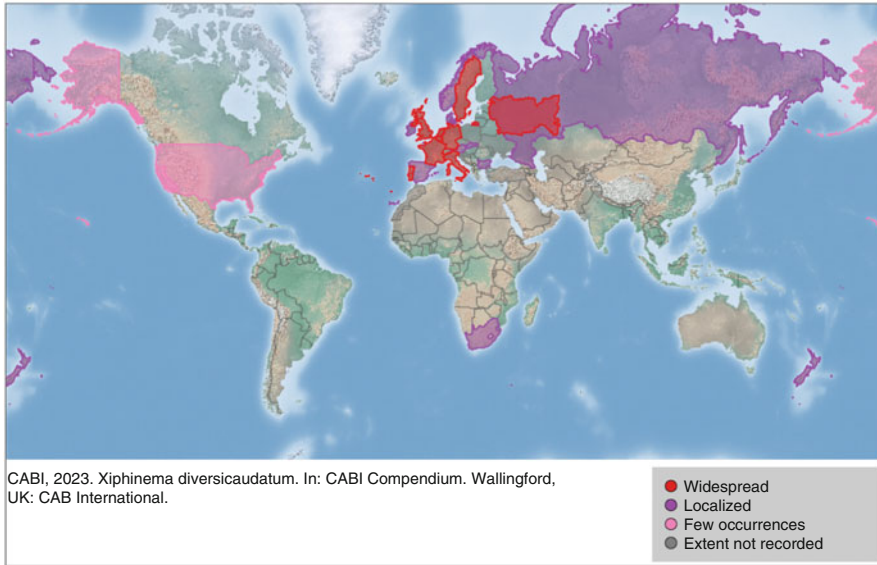 CABI, 2023. Xiphinema diversicaudatum. In: CABI Compendium. Wallingford,
UK: CAB International.
Widespread
Localized
Few occurrences
Extent not recorded